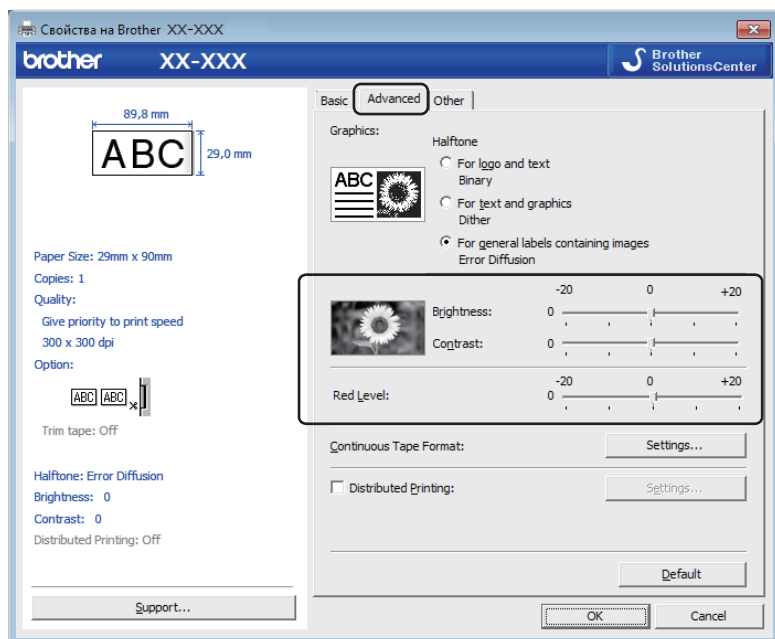 Свойства на Brother XX-XXX
brother XX-XXX
Brother
SolutionsCenter
89,8 mm
ABC
29,0 mm
Paper Size: 29mm x 90mm
Copies: 1
Quality:
Give priority to print speed
300 x 300 dpi
Option:
ABC ABC
Trim tape: Off
Halftone: Error Diffusion
Brightness: 0
Contrast: 0
Distributed Printing: Off
Support...
Basic Advanced Other
Graphics:
ABC
Halftone
For logo and text
Binary
For text and graphics
Dither
For general labels containing images
Error Diffusion
-20 0 +20
Brightness: 0
Contrast: 0
-20 0 +20
Red Level: 0
Continuous Tape Format: Settings...
Distributed Printing: Settings...
Default
OK Cancel